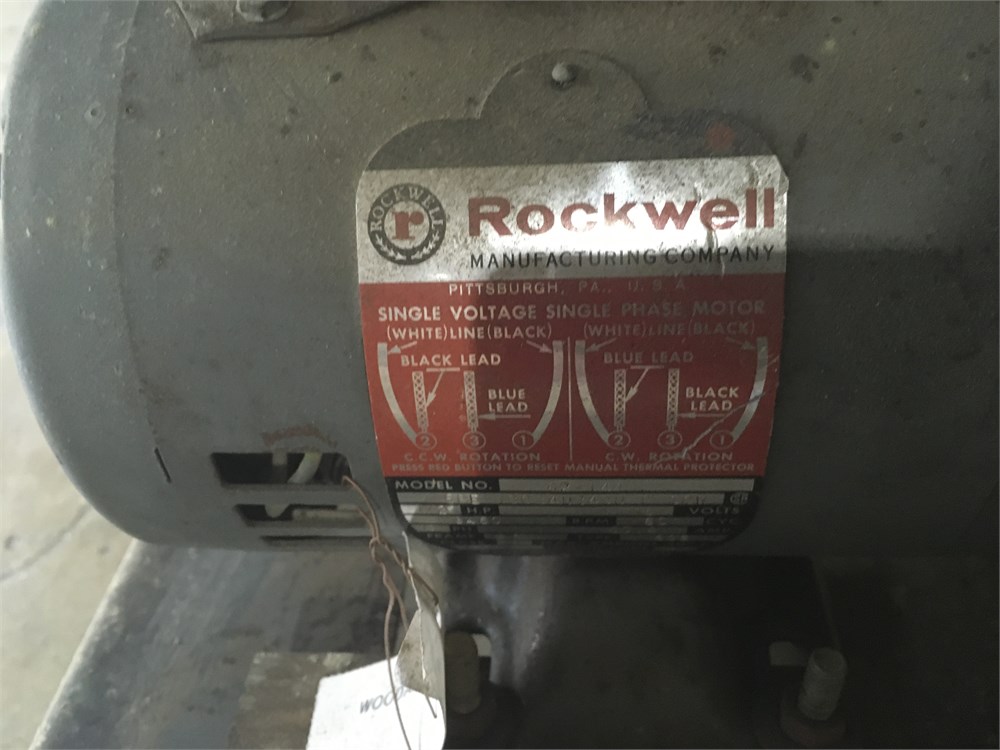 ROCKWELL
r
Rockwell
MANUFACTURING COMPANY
PITTSBURGH, PA., U.S.A.
SINGLE VOLTAGE SINGLE PHASE MOTOR
(WHITE) LINE (BLACK) (WHITE) LINE (BLACK)
BLACK LEAD BLUE LEAD
BLUE LEAD BLACK LEAD
2 3 1 2 3 1
C.C.W. ROTATION C.W. ROTATION
PRESS RED BUTTON TO RESET MANUAL THERMAL PROTECTOR
MODEL NO.
H.P. VOLTS
R.P.M. CYC